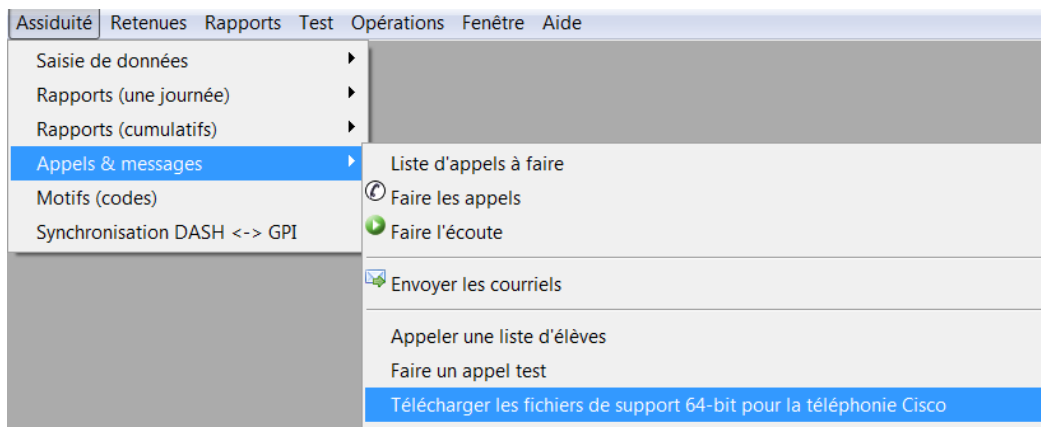 Assiduité Retenues Rapports Test Opérations Fenêtre Aide
Saisie de données
Rapports (une journée)
Rapports (cumulatifs)
Appels & messages
Motifs (codes)
Synchronisation DASH <-> GPI
Liste d'appels à faire
Faire les appels
Faire l'écoute
Envoyer les courriels
Appeler une liste d'élèves
Faire un appel test
Télécharger les fichiers de support 64-bit pour la téléphonie Cisco